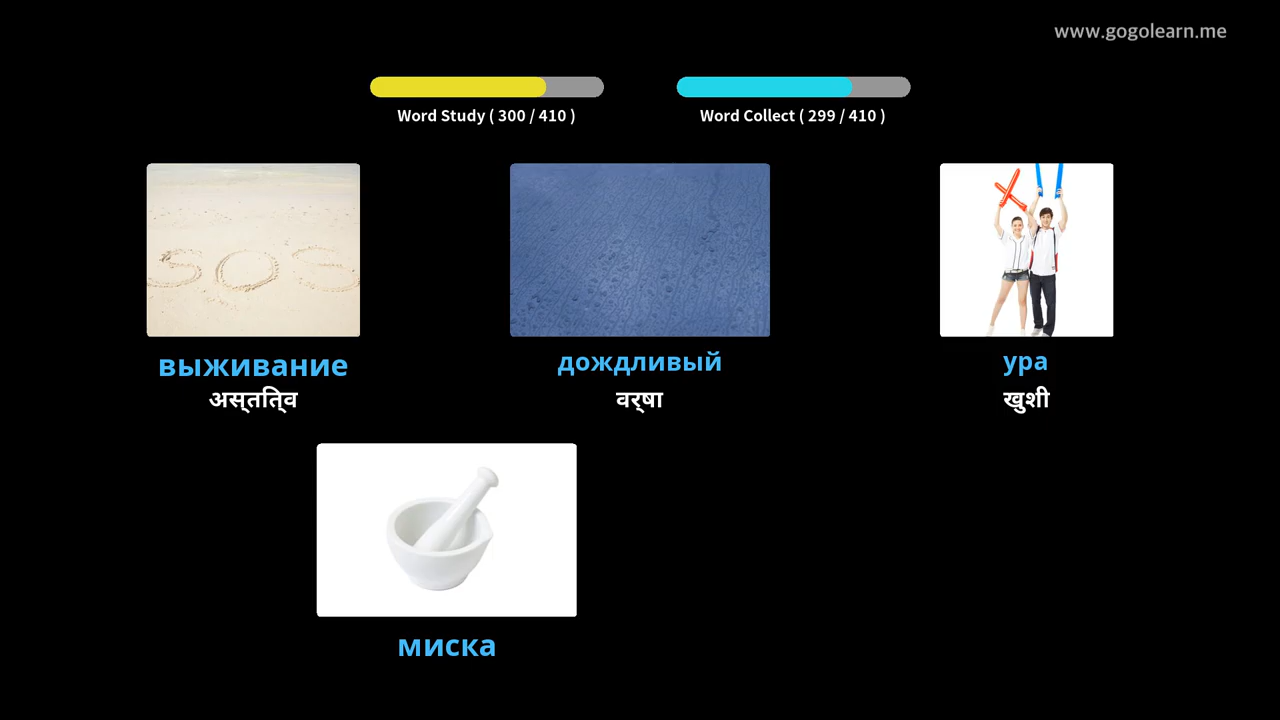 www.gogolearn.me
Word Study ( 300 / 410 )
Word Collect ( 299 / 410 )
SOS
выживание
дождливый
ура
अस्तित्वि
वर्षा
खुशी
миска